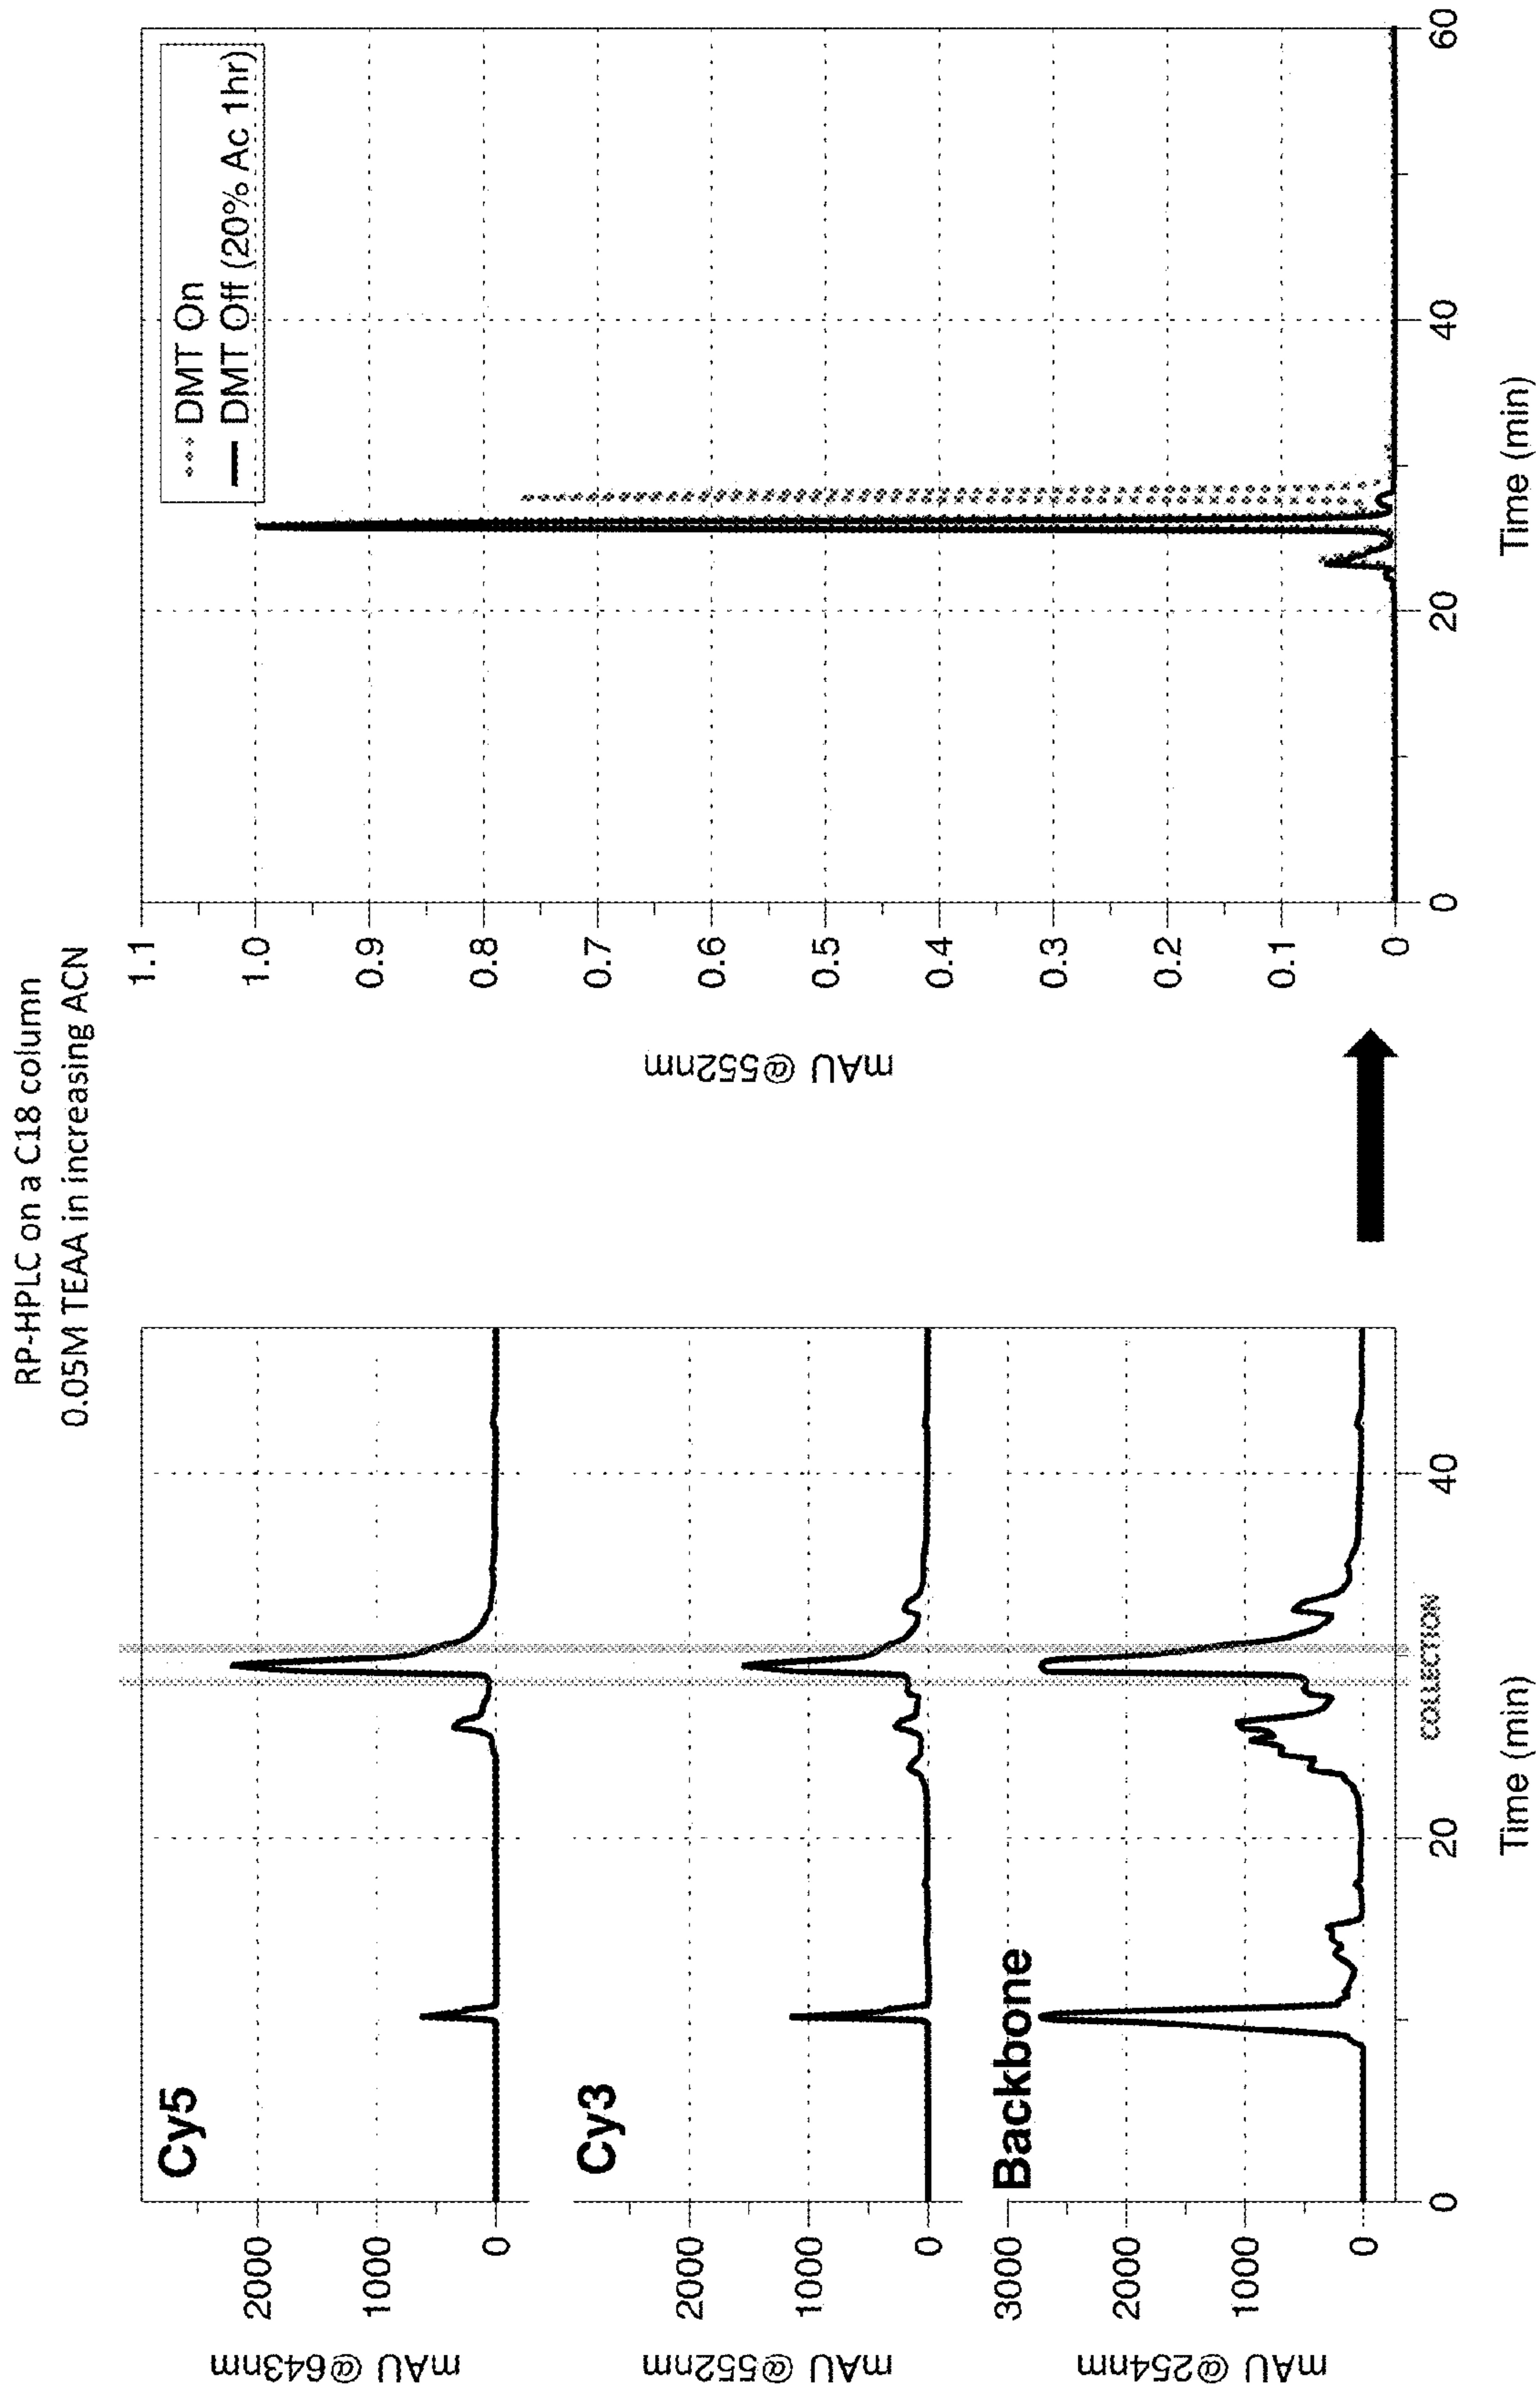 RP-HPLC on a C18 column
0.05M TEAA in increasing ACN
Cy5
mAU @643nm
2000
1000
0
Cy3
mAU @552nm
2000
1000
0
Backbone
mAU @254nm
3000
2000
1000
0
0
20
40
COLLECTION
Time (min)
mAU @552nm
1.1
1.0
0.9
0.8
0.7
0.6
0.5
0.4
0.3
0.2
0.1
0
DMT On
DMT Off (20% Ac 1hr)
0
20
40
60
Time (min)